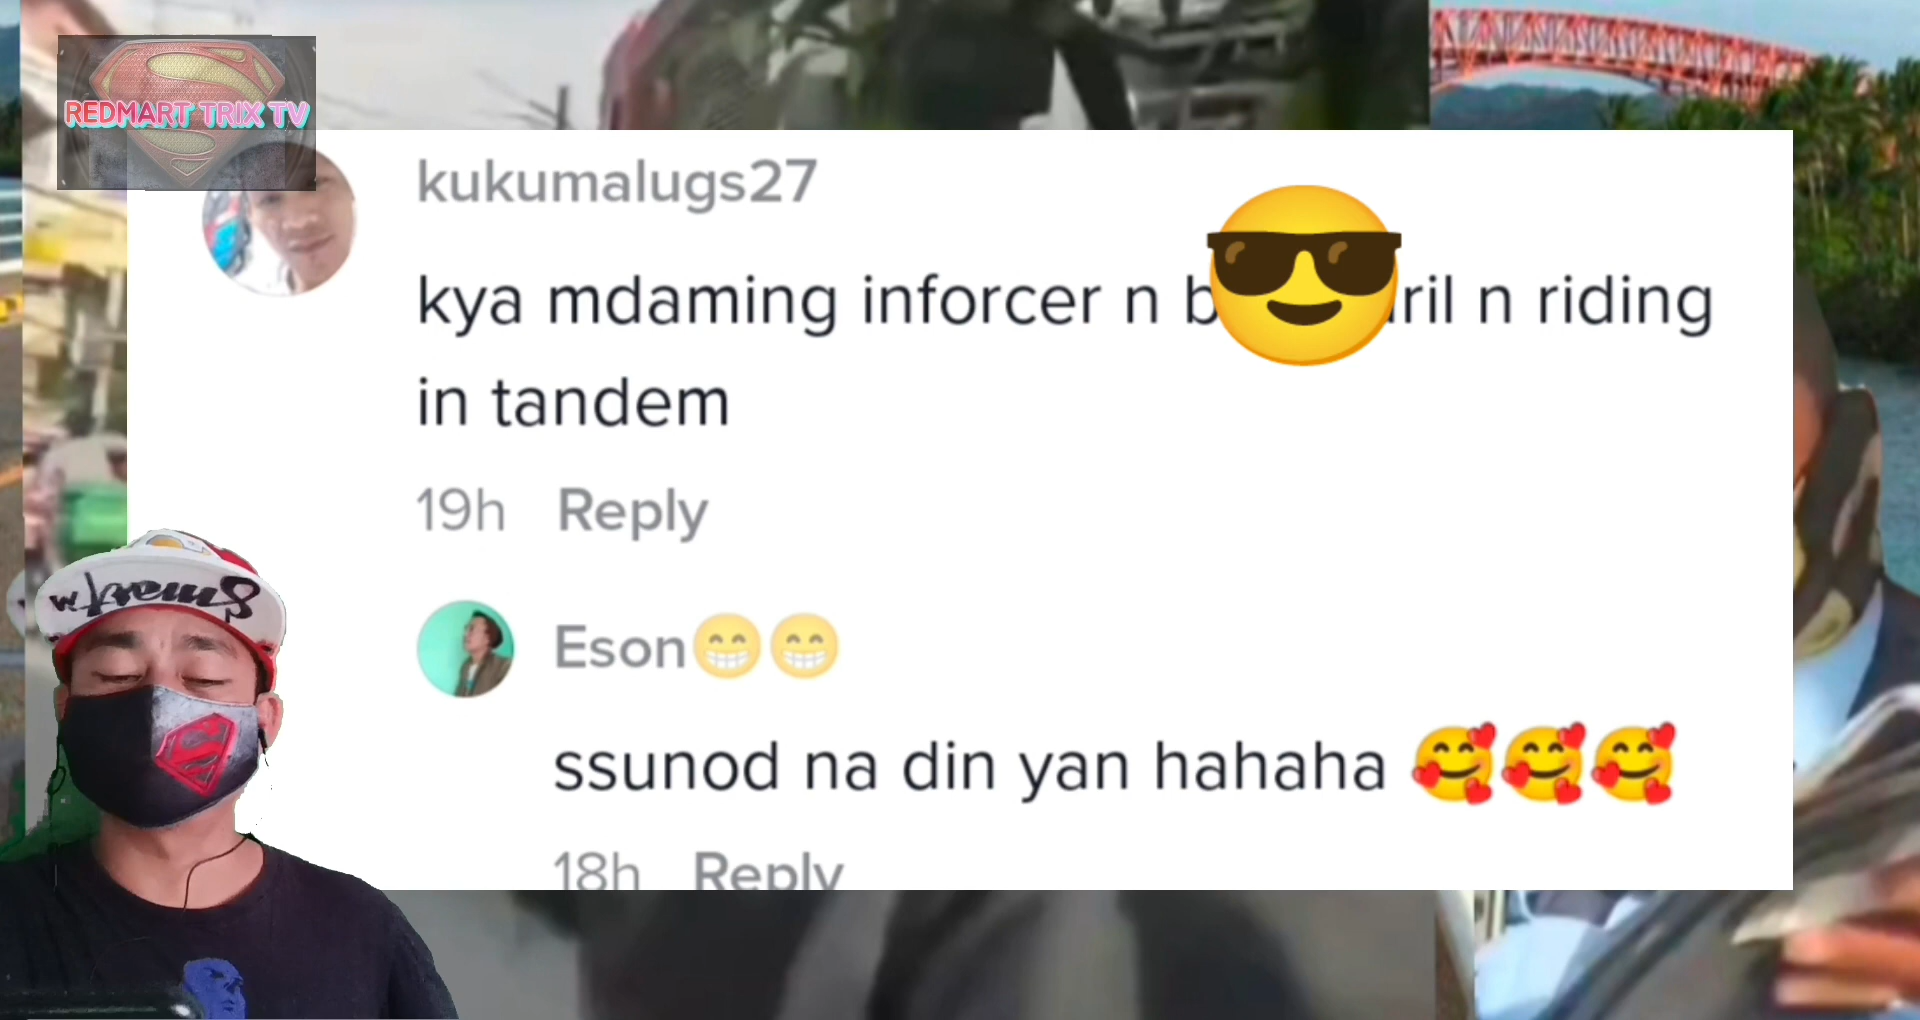 REDMART TRIX TV
kukumalugs27
kya mdaming inforcer n b😎ril n riding
in tandem
19h Reply
Eson😁😁
ssunod na din yan hahaha 🥰🥰🥰
18h Reply